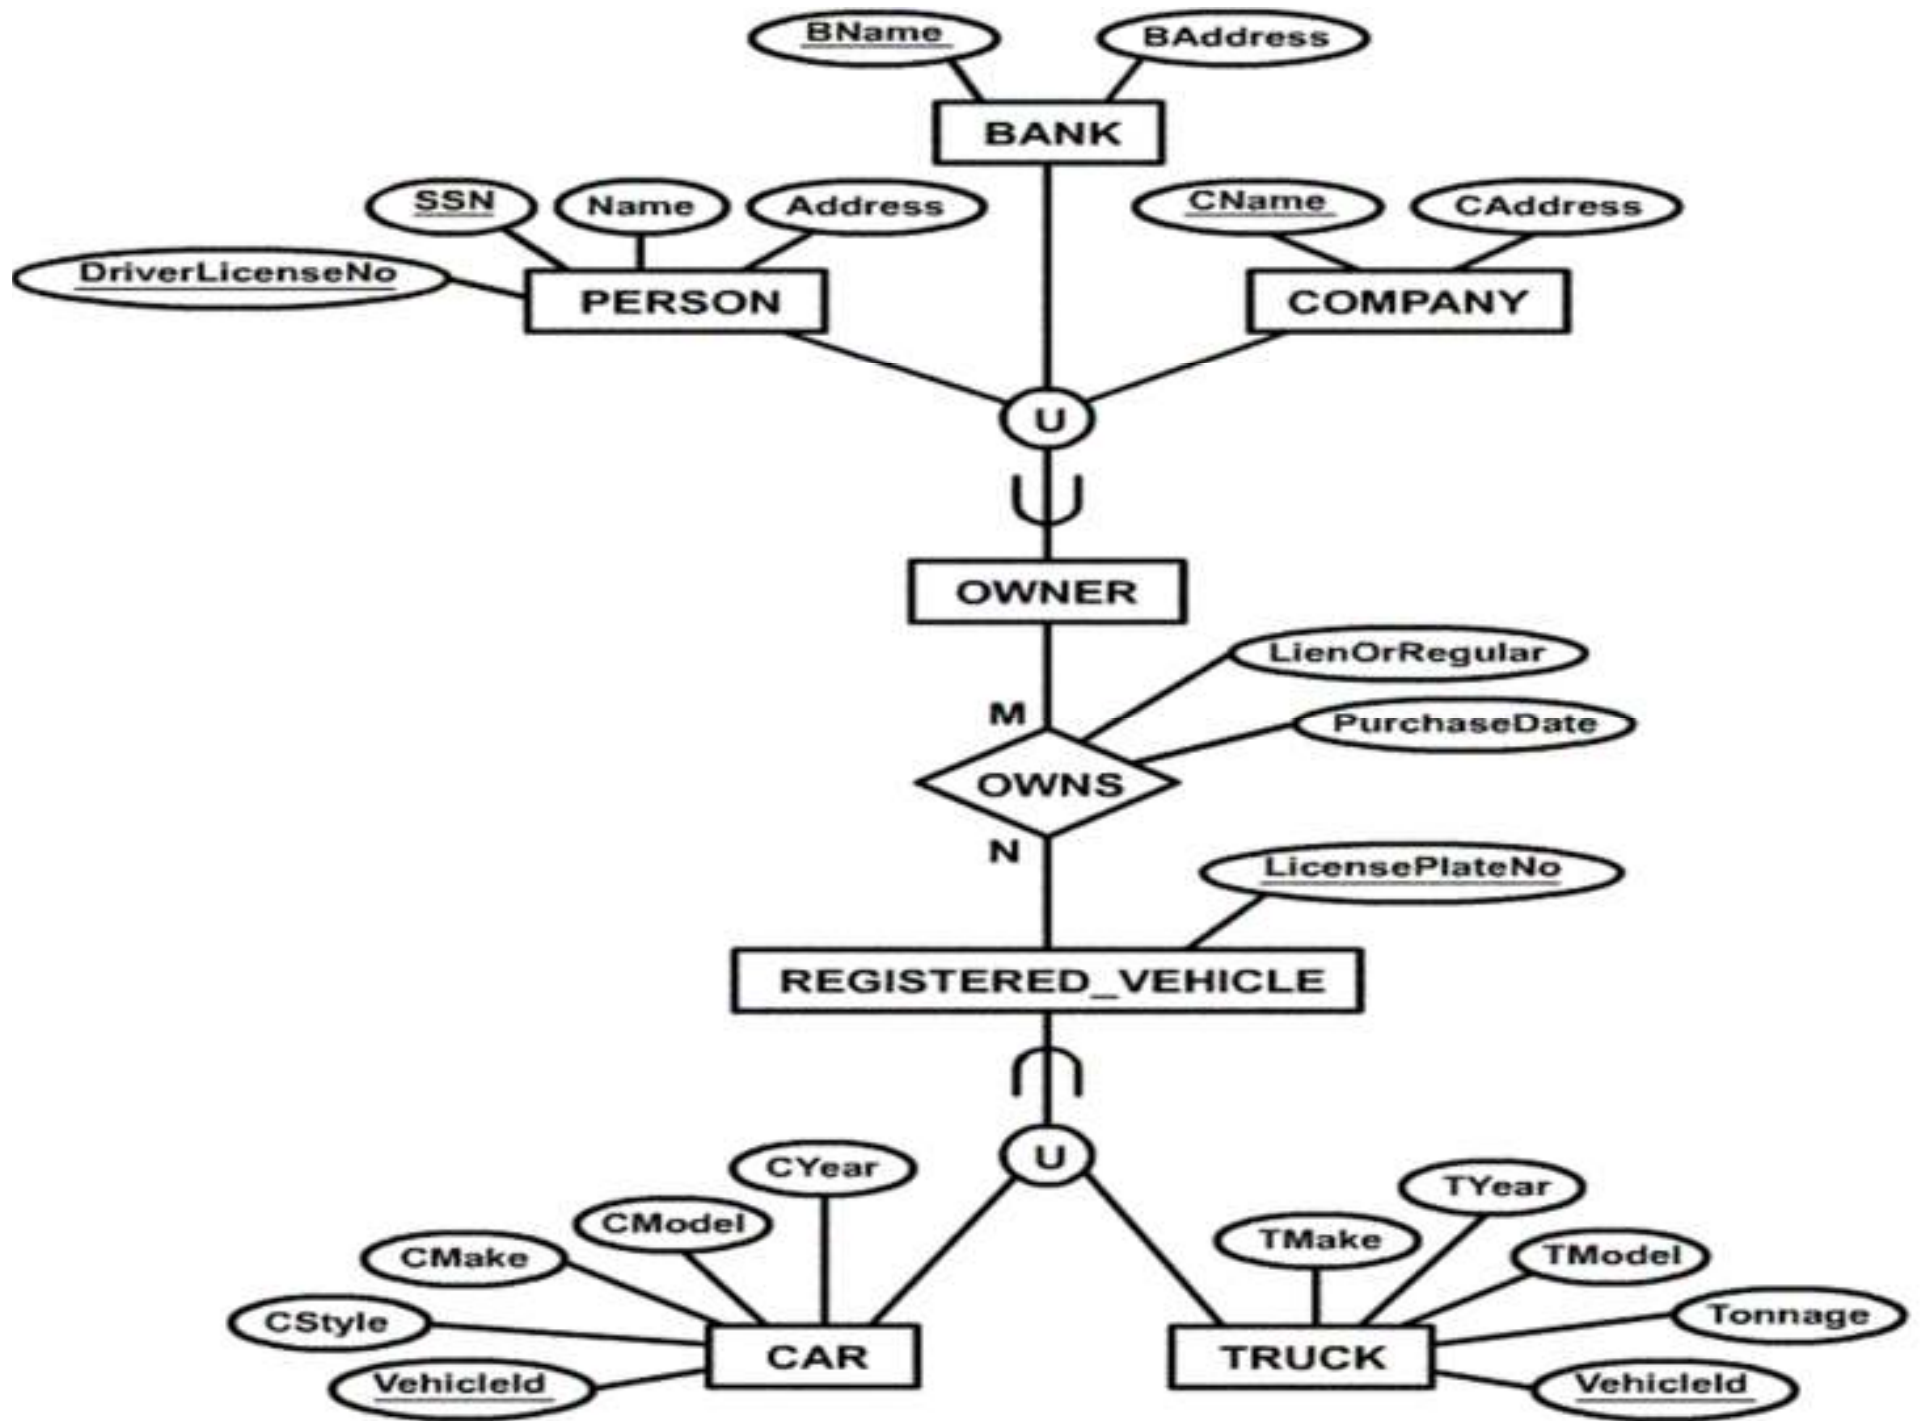 BName
BAddress
BANK
SSN
Name
Address
CName
CAddress
DriverLicenseNo
PERSON
COMPANY
U
OWNER
LienOrRegular
M
PurchaseDate
OWNS
N
LicensePlateNo
REGISTERED_VEHICLE
U
CYear
TYear
CModel
TMake
CMake
TModel
CStyle
Tonnage
CAR
TRUCK
VehicleId
VehicleId